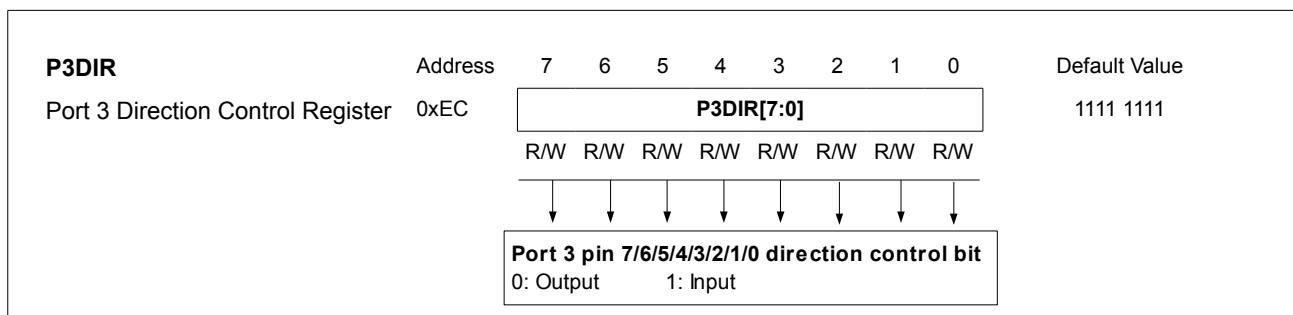 P3DIR Address 7 6 5 4 3 2 1 0 Default Value
Port 3 Direction Control Register 0xEC P3DIR[7:0] 1111 1111
R/W R/W R/W R/W R/W R/W R/W R/W
Port 3 pin 7/6/5/4/3/2/1/0 direction control bit
0: Output 1: Input